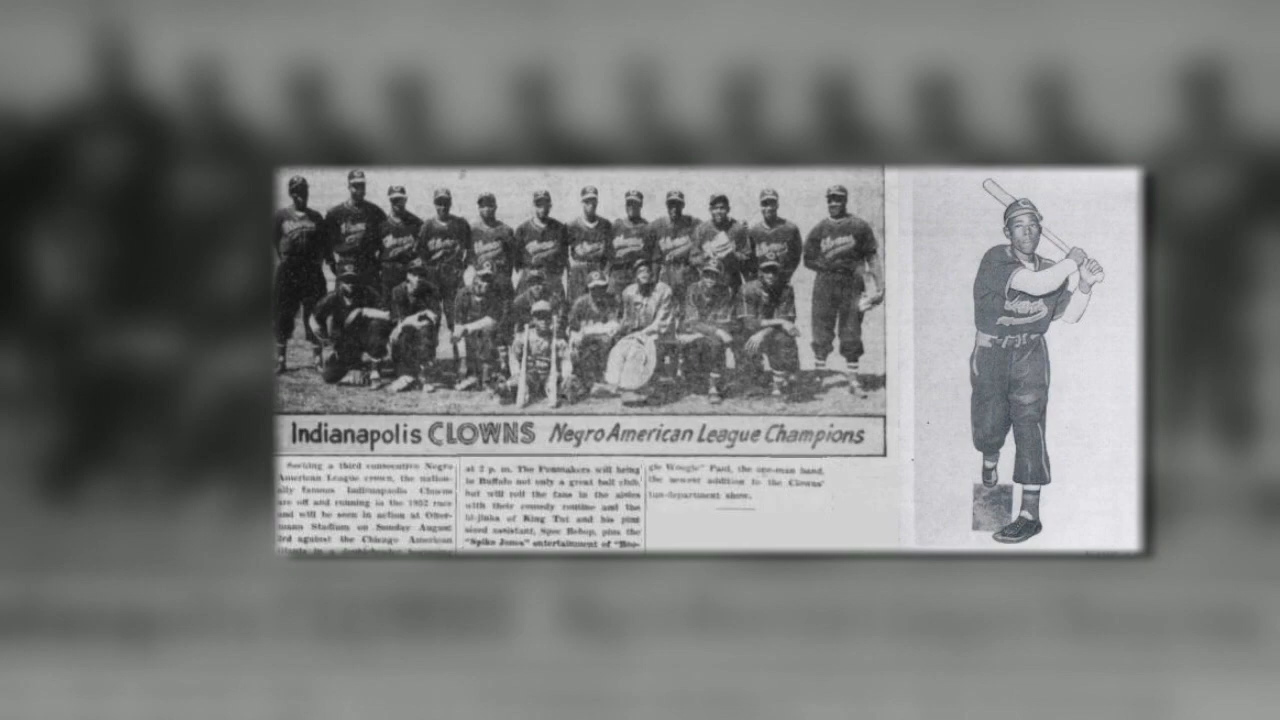 Indianapolis CLOWNS Negro American League Champions
Seeking a third consecutive Negro
American League crown, the nation-
ally famous Indianapolis Clowns
are off and running in the 1952 race
and will be seen in action at Offer-
mann Stadium on Sunday August
3rd against the Chicago American
Giants in a
at 2 p. m. The Funmakers will bring
to Buffalo not only a great ball club,
but will roll the fans in the aisles
with their comedy routine and the
hi-jinks of King Tut and his pint
sized assistant, Spec Bebop, plus the
"Spike Jones" entertainment of "Boo-
gie Woogie" Paul, the one-man band,
the newest addition to the Clowns'
fun-department show.